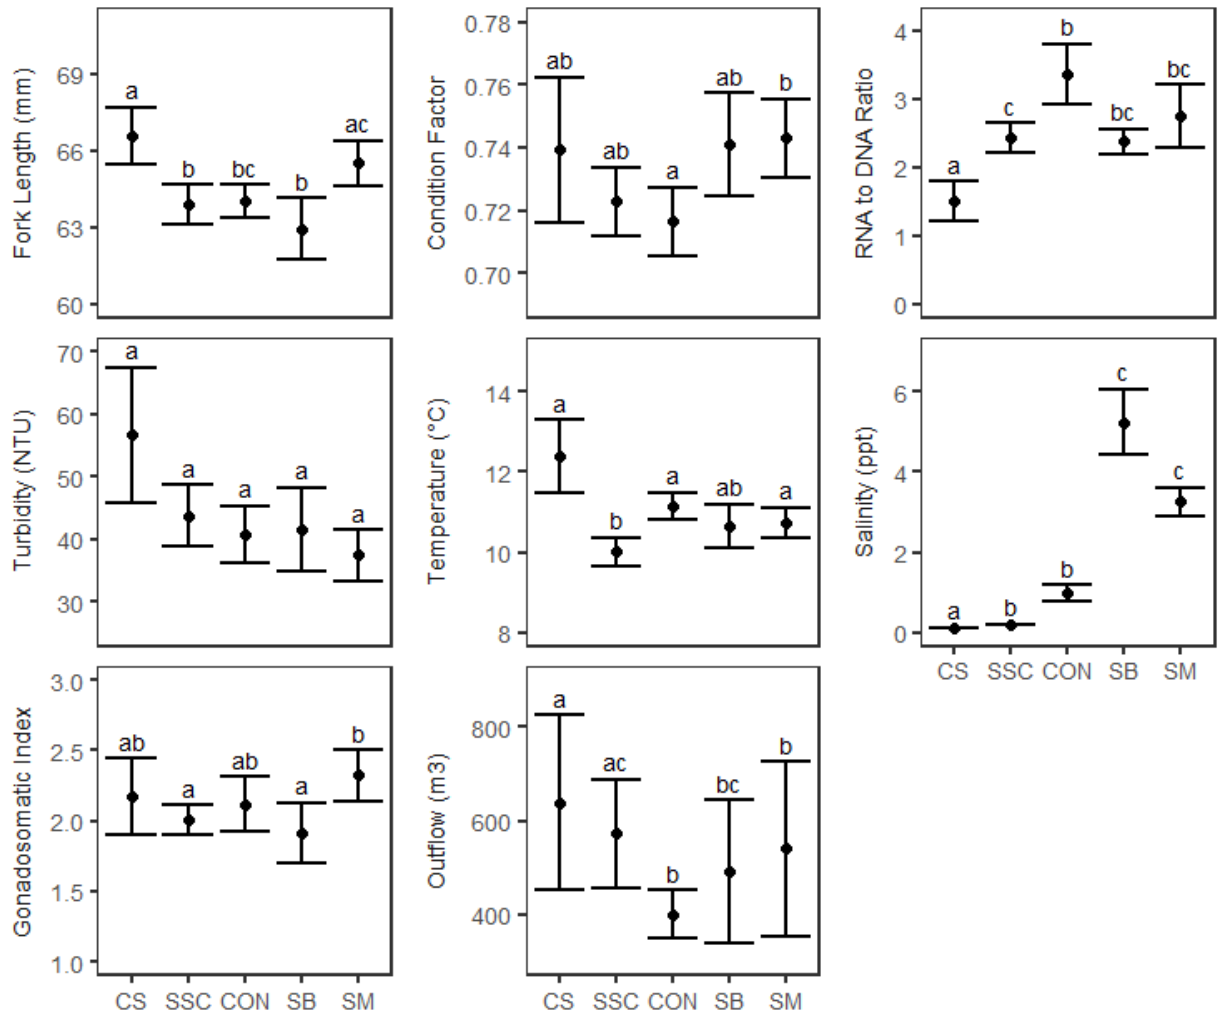 Fork Length (mm)
69
66
63
60
a
b
bc
b
ac
Condition Factor
0.78
0.76
0.74
0.72
0.70
ab
ab
a
ab
b
RNA to DNA Ratio
4
3
2
1
0
a
c
b
bc
bc
Turbidity (NTU)
70
60
50
40
30
a
a
a
a
a
Temperature (°C)
14
12
10
8
a
b
a
ab
a
Salinity (ppt)
6
4
2
0
a
b
b
c
c
CS SSC CON SB SM
Gonadosomatic Index
3.0
2.5
2.0
1.5
1.0
ab
a
ab
a
b
CS SSC CON SB SM
Outflow (m3)
800
600
400
a
ac
b
bc
b
CS SSC CON SB SM